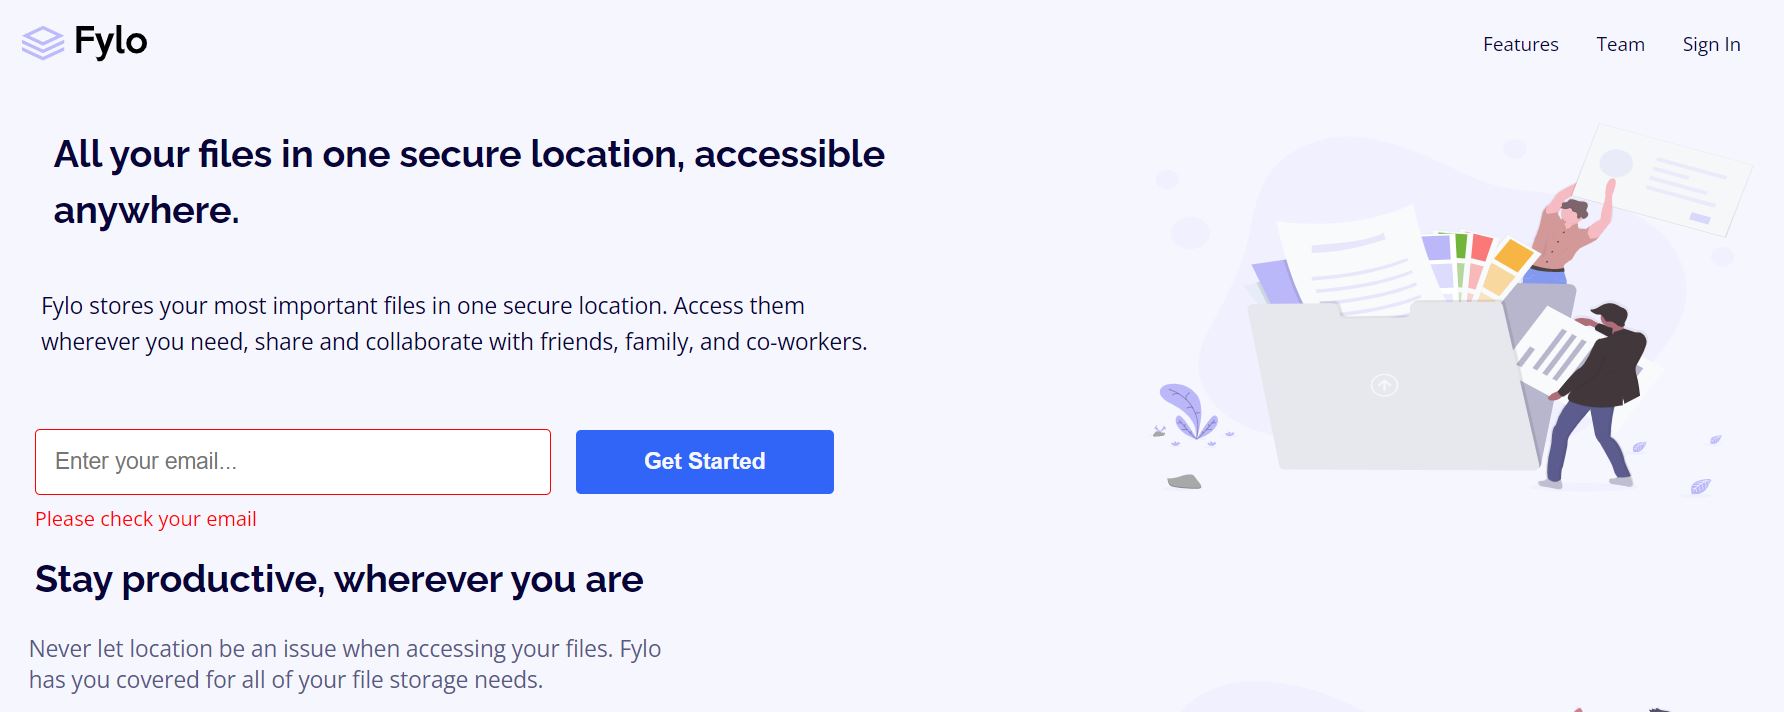 Fylo
Features
Team
Sign In
All your files in one secure location, accessible
anywhere.
Fylo stores your most important files in one secure location. Access them
wherever you need, share and collaborate with friends, family, and co-workers.
Enter your email...
Get Started
Please check your email
Stay productive, wherever you are
Never let location be an issue when accessing your files. Fylo
has you covered for all of your file storage needs.